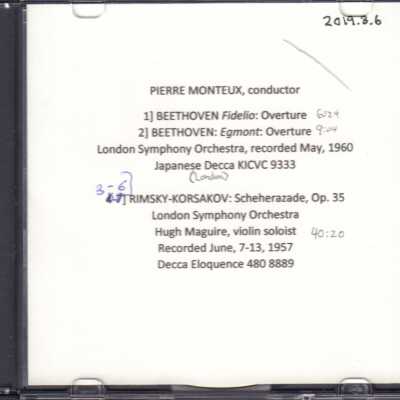 2019.3.6
PIERRE MONTEUX, conductor
1] BEETHOVEN Fidelio: Overture 6:24
2] BEETHOVEN: Egmont: Overture 9:04
London Symphony Orchestra, recorded May, 1960
Japanese Decca KICVC 9333
(London)
3-6] RIMSKY-KORSAKOV: Scheherazade, Op. 35
London Symphony Orchestra
Hugh Maguire, violin soloist 40:20
Recorded June, 7-13, 1957
Decca Eloquence 480 8889